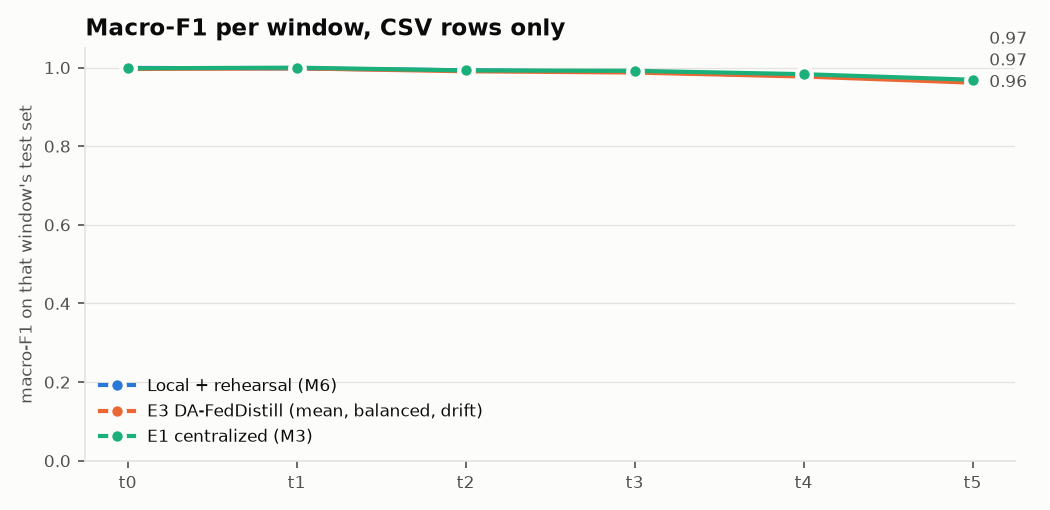 Macro-F1 per window, CSV rows only
0.97
0.97
0.96
macro-F1 on that window's test set
1.0
0.8
0.6
0.4
0.2
0.0
Local + rehearsal (M6)
E3 DA-FedDistill (mean, balanced, drift)
E1 centralized (M3)
t0
t1
t2
t3
t4
t5